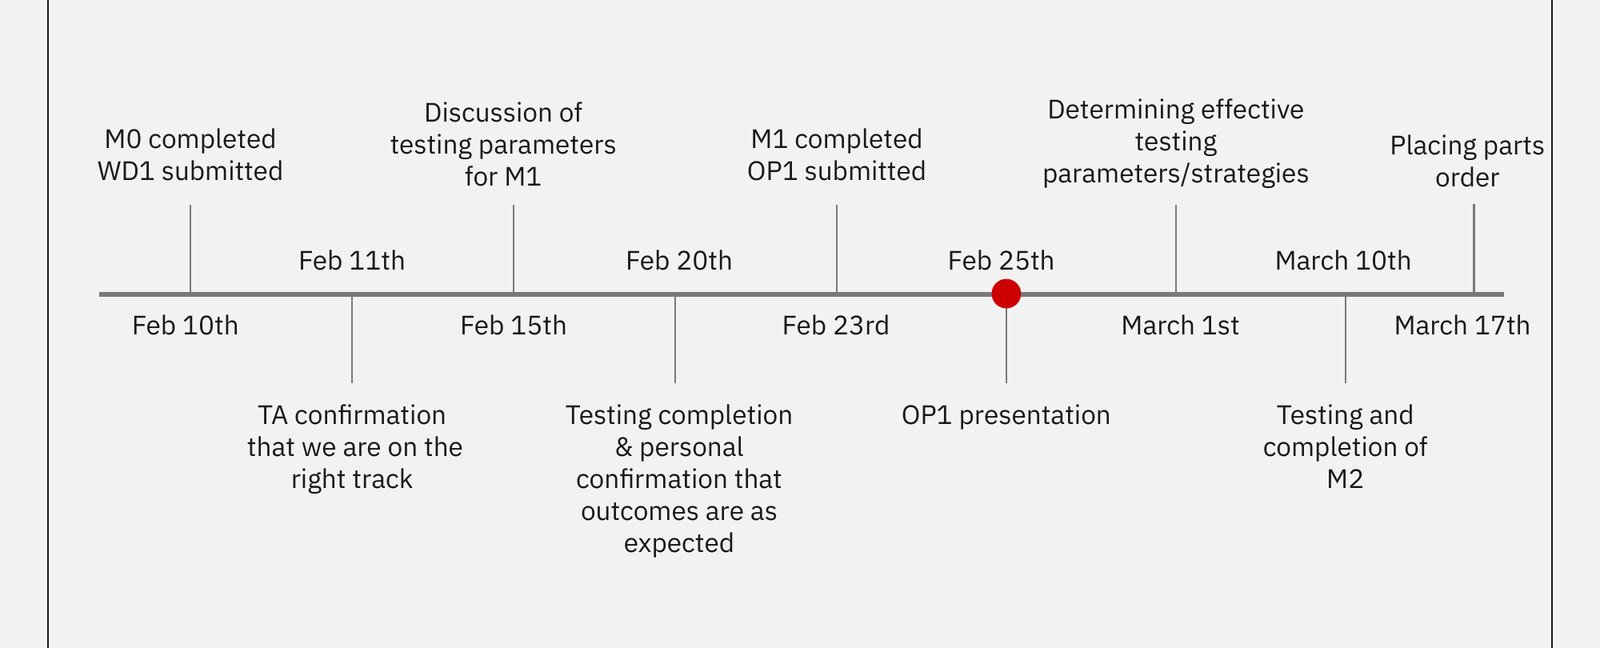 M0 completed
WD1 submitted
Discussion of
testing parameters
for M1
M1 completed
OP1 submitted
Determining effective
testing
parameters/strategies
Placing parts
order
Feb 11th
Feb 20th
Feb 25th
March 10th
Feb 10th
Feb 15th
Feb 23rd
March 1st
March 17th
TA confirmation
that we are on the
right track
Testing completion
& personal
confirmation that
outcomes are as
expected
OP1 presentation
Testing and
completion of
M2